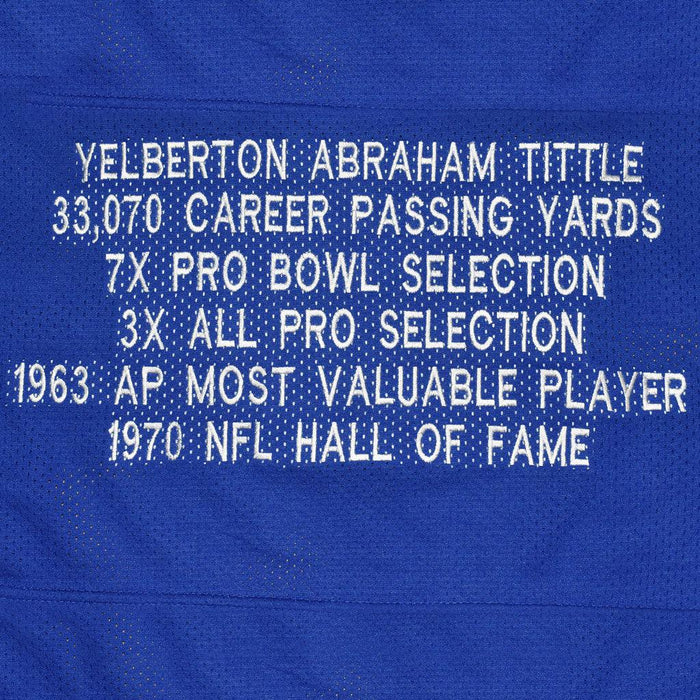 YELBERTON ABRAHAM TITTLE
33,070 CAREER PASSING YARDS
7X PRO BOWL SELECTION
3X ALL PRO SELECTION
1963 AP MOST VALUABLE PLAYER
1970 NFL HALL OF FAME